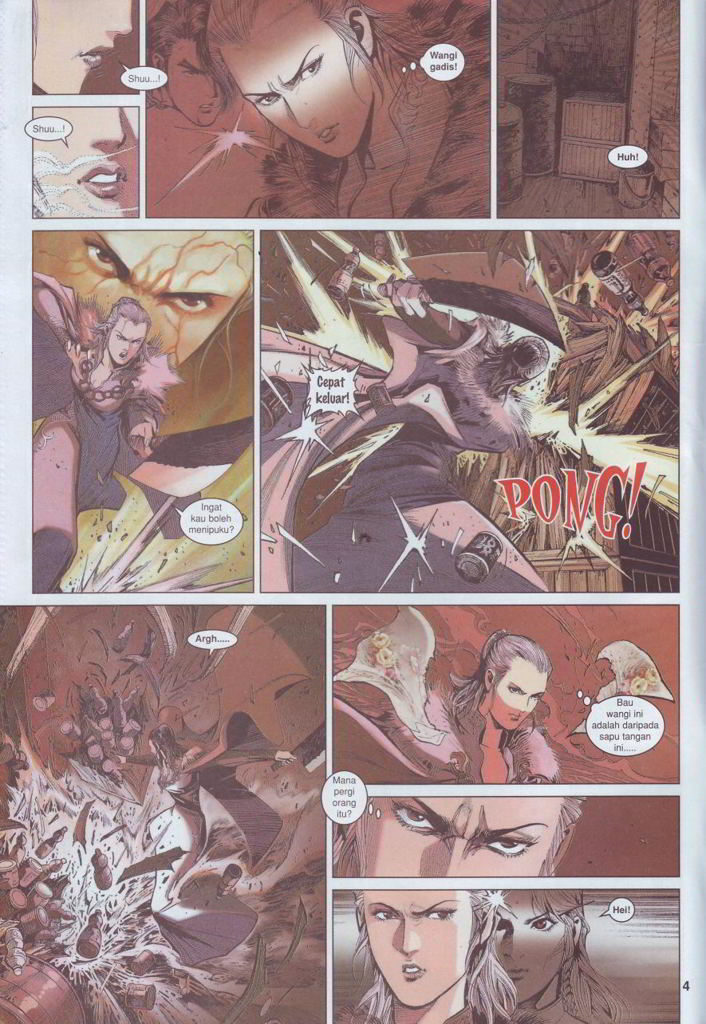 Shuu...!
Shuu...!
Wangi
gadis!
Huh!
Ingat
kau boleh
menipuku?
Cepat
keluar!
PONG!
Argh.....
Bau
wangi ini
adalah daripada
sapu tangan
ini.....
Mana
pergi
orang
itu?
Hei!
4